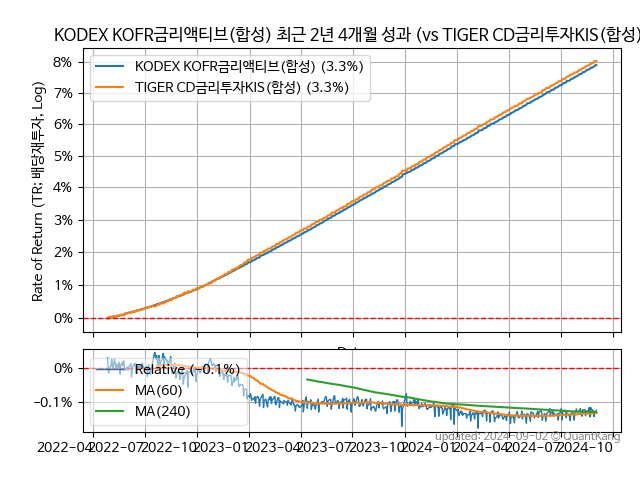 KODEX KOFR금리액티브(합성) 최근 2년 4개월 성과 (vs TIGER CD금리투자KIS(합성)
KODEX KOFR금리액티브(합성) (3.3%)
TIGER CD금리투자KIS(합성) (3.3%)
Rate of Return (TR; 배당재투자, Log)
8%
7%
6%
5%
4%
3%
2%
1%
0%
Relative (-0.1%)
MA(60)
MA(240)
0%
-0.1%
updated: 2024-09-02 © QuantKang
2022-04 2022-07 2022-10 2023-01 2023-04 2023-07 2023-10 2024-01 2024-04 2024-07 2024-10